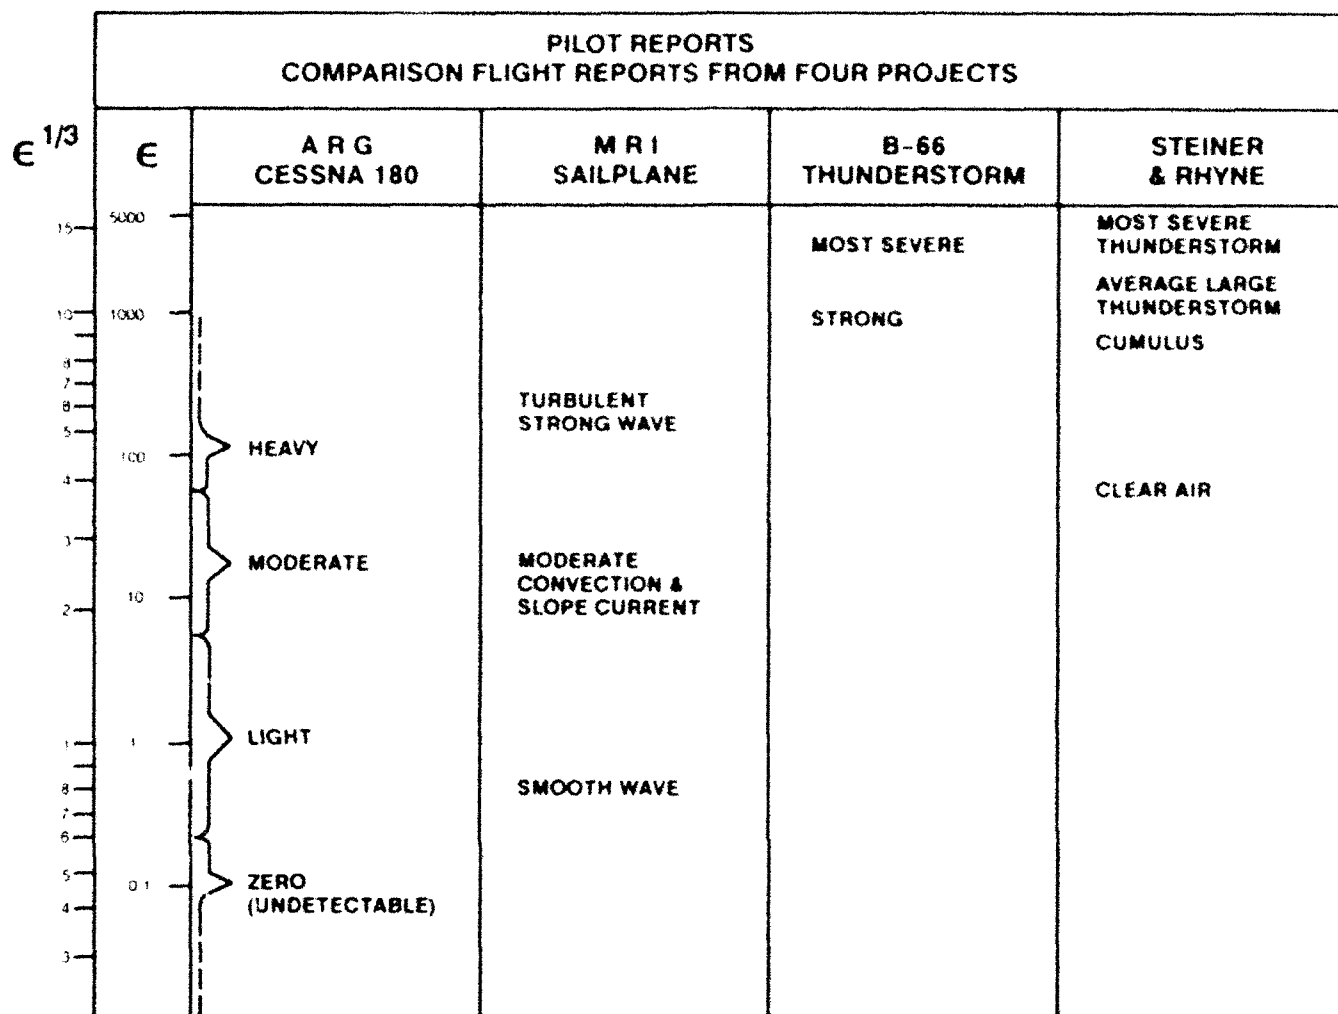 PILOT REPORTS
COMPARISON FLIGHT REPORTS FROM FOUR PROJECTS
ϵ 1/3
ϵ
A R G
CESSNA 180
M R I
SAILPLANE
B-66
THUNDERSTORM
STEINER
& RHYNE
15
10
8
7
6
5
4
3
2
1
8
7
6
5
4
3
5000
1000
100
10
1
0.1
HEAVY
MODERATE
LIGHT
ZERO
(UNDETECTABLE)
TURBULENT
STRONG WAVE
MODERATE
CONVECTION &
SLOPE CURRENT
SMOOTH WAVE
MOST SEVERE
STRONG
MOST SEVERE
THUNDERSTORM
AVERAGE LARGE
THUNDERSTORM
CUMULUS
CLEAR AIR